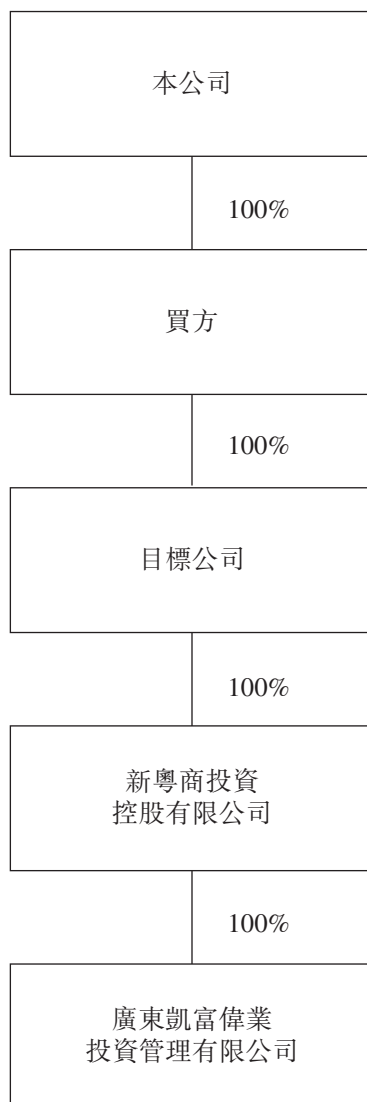 本公司
100%
買方
100%
目標公司
100%
新粵商投資
控股有限公司
100%
廣東凱富偉業
投資管理有限公司